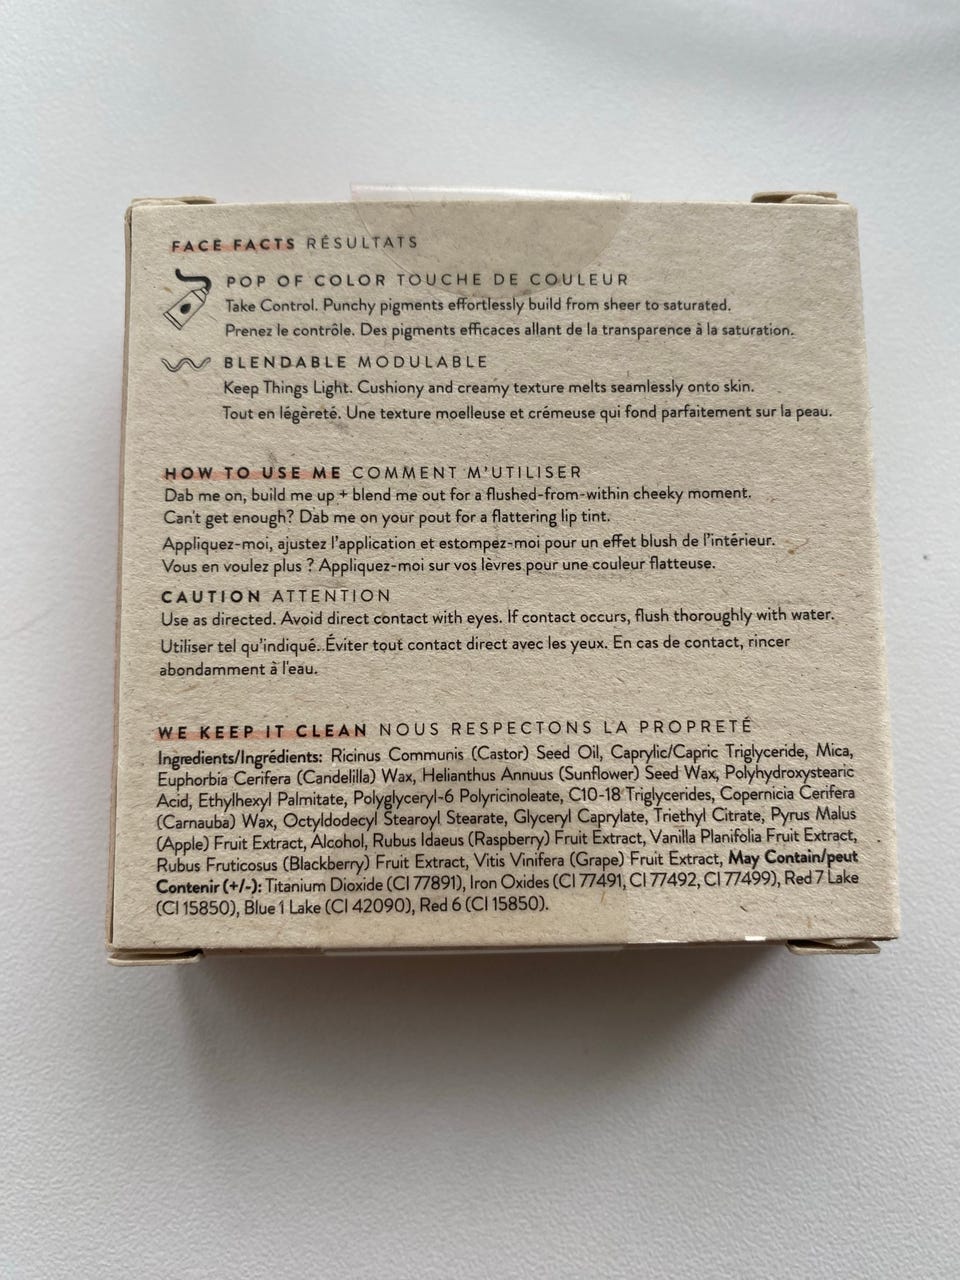 FACE FACTS RÉSULTATS
POP OF COLOR TOUCHE DE COULEUR
Take Control. Punchy pigments effortlessly build from sheer to saturated.
Prenez le contrôle. Des pigments efficaces allant de la transparence à la saturation.
BLENDABLE MODULABLE
Keep Things Light. Cushiony and creamy texture melts seamlessly onto skin.
Tout en légèreté. Une texture moelleuse et crémeuse qui fond parfaitement sur la peau.
HOW TO USE ME COMMENT M'UTILISER
Dab me on, build me up + blend me out for a flushed-from-within cheeky moment.
Can't get enough? Dab me on your pout for a flattering lip tint.
Appliquez-moi, ajustez l'application et estompez-moi pour un effet blush de l'intérieur.
Vous en voulez plus ? Appliquez-moi sur vos lèvres pour une couleur flatteuse.
CAUTION ATTENTION
Use as directed. Avoid direct contact with eyes. If contact occurs, flush thoroughly with water.
Utiliser tel qu'indiqué. Éviter tout contact direct avec les yeux. En cas de contact, rincer
abondamment à l'eau.
WE KEEP IT CLEAN NOUS RESPECTONS LA PROPRETÉ
Ingredients/Ingrédients: Ricinus Communis (Castor) Seed Oil, Caprylic/Capric Triglyceride, Mica,
Euphorbia Cerifera (Candelilla) Wax, Helianthus Annuus (Sunflower) Seed Wax, Polyhydroxystearic
Acid, Ethylhexyl Palmitate, Polyglyceryl-6 Polyricinoleate, C10-18 Triglycerides, Copernicia Cerifera
(Carnauba) Wax, Octyldodecyl Stearoyl Stearate, Glyceryl Caprylate, Triethyl Citrate, Pyrus Malus
(Apple) Fruit Extract, Alcohol, Rubus Idaeus (Raspberry) Fruit Extract, Vanilla Planifolia Fruit Extract,
Rubus Fruticosus (Blackberry) Fruit Extract, Vitis Vinifera (Grape) Fruit Extract, May Contain/peut
Contenir (+/-): Titanium Dioxide (CI 77891), Iron Oxides (CI 77491, CI 77492, CI 77499), Red 7 Lake
(CI 15850), Blue 1 Lake (CI 42090), Red 6 (CI 15850).